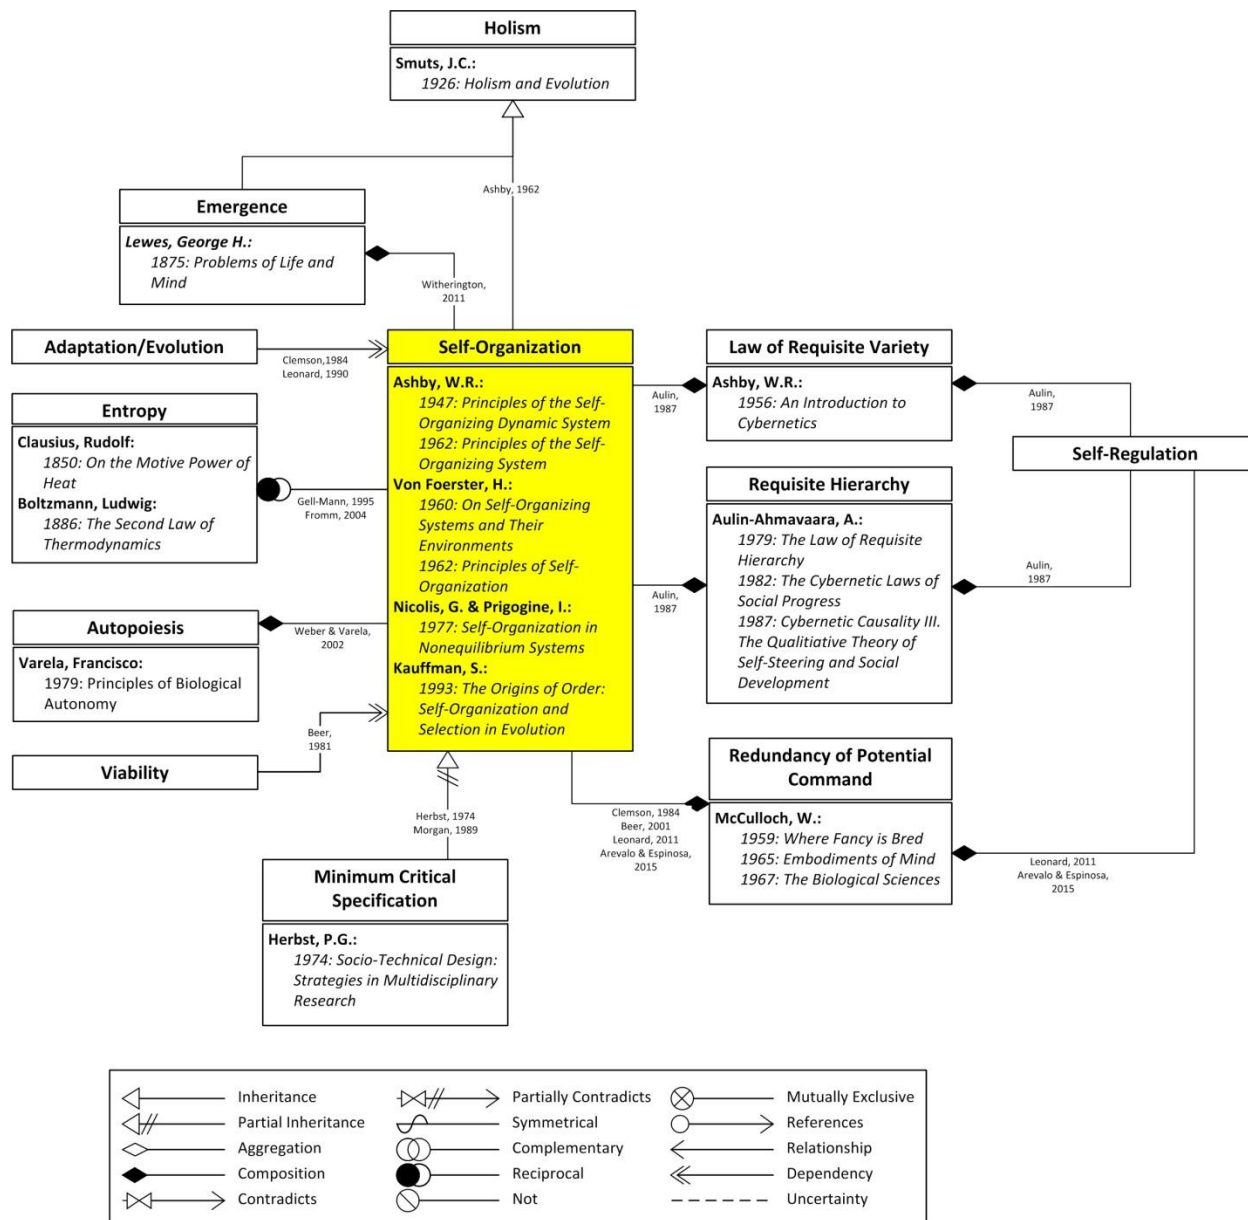 Holism
Smuts, J.C.:
1926: Holism and Evolution
Ashby, 1962
Emergence
Lewes, George H.:
1875: Problems of Life and
Mind
Witherington,
2011
Adaptation/Evolution
Clemson,1984
Leonard, 1990
Entropy
Clausius, Rudolf:
1850: On the Motive Power of
Heat
Boltzmann, Ludwig:
1886: The Second Law of
Thermodynamics
Gell-Mann, 1995
Fromm, 2004
Autopoiesis
Varela, Francisco:
1979: Principles of Biological
Autonomy
Weber & Varela,
2002
Viability
Beer,
1981
Self-Organization
Ashby, W.R.:
1947: Principles of the Self-
Organizing Dynamic System
1962: Principles of the Self-
Organizing System
Von Foerster, H.:
1960: On Self-Organizing
Systems and Their
Environments
1962: Principles of Self-
Organization
Nicolis, G. & Prigogine, I.:
1977: Self-Organization in
Nonequilibrium Systems
Kauffman, S.:
1993: The Origins of Order:
Self-Organization and
Selection in Evolution
Aulin,
1987
Law of Requisite Variety
Ashby, W.R.:
1956: An Introduction to
Cybernetics
Aulin,
1987
Self-Regulation
Aulin,
1987
Requisite Hierarchy
Aulin-Ahmavaara, A.:
1979: The Law of Requisite
Hierarchy
1982: The Cybernetic Laws of
Social Progress
1987: Cybernetic Causality III.
The Qualitiative Theory of
Self-Steering and Social
Development
Aulin,
1987
Redundancy of Potential
Command
McCulloch, W.:
1959: Where Fancy is Bred
1965: Embodiments of Mind
1967: The Biological Sciences
Clemson, 1984
Beer, 2001
Leonard, 2011
Arevalo & Espinosa,
2015
Leonard, 2011
Arevalo & Espinosa,
2015
Herbst, 1974
Morgan, 1989
Minimum Critical
Specification
Herbst, P.G.:
1974: Socio-Technical Design:
Strategies in Multidisciplinary
Research
Inheritance
Partial Inheritance
Aggregation
Composition
Contradicts
Partially Contradicts
Symmetrical
Complementary
Reciprocal
Not
Mutually Exclusive
References
Relationship
Dependency
Uncertainty